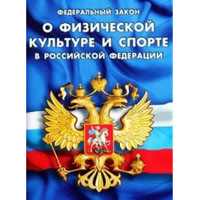 ФЕДЕРАЛЬНЫЙ ЗАКОН
О ФИЗИЧЕСКОЙ
КУЛЬТУРЕ И СПОРТЕ
В РОССИЙСКОЙ ФЕДЕРАЦИИ